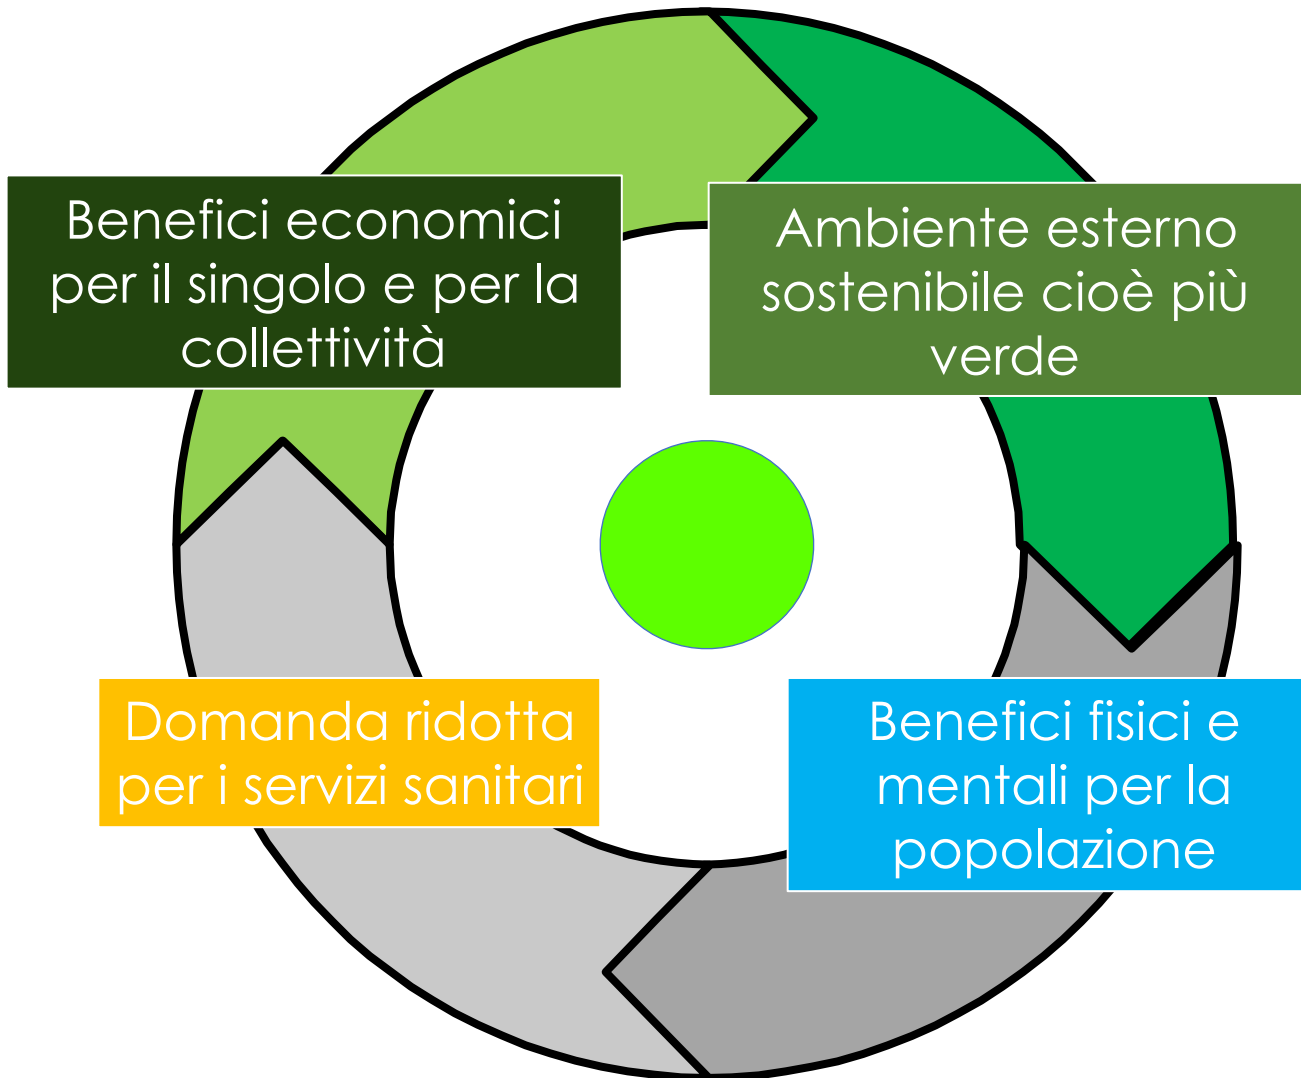 Benefici economici
per il singolo e per la
collettività
Ambiente esterno
sostenibile cioè più
verde
Domanda ridotta
per i servizi sanitari
Benefici fisici e
mentali per la
popolazione